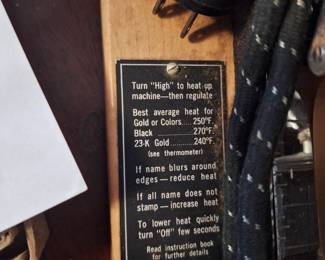 Turn "High" to heat up
machine—then regulate
Best average heat for
Gold or Colors.....250°F.
Black ............270°F.
23-K Gold ........240°F.
(see thermometer)
If name blurs around
edges—reduce heat
If all name does not
stamp—increase heat
To lower heat quickly
turn "Off" few seconds
Read instruction book
for further details